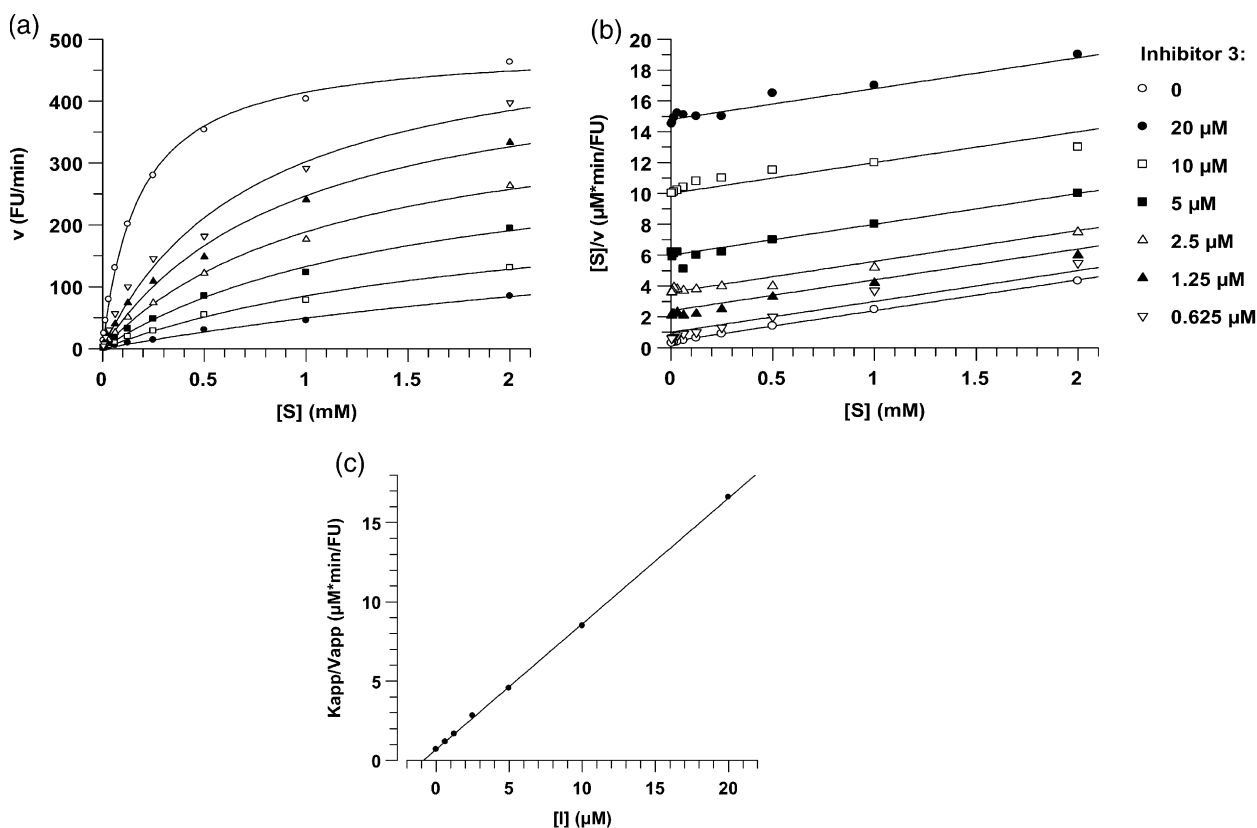 (a)
500
400
300
200
100
0
v (FU/min)
0 0.5 1 1.5 2
[S] (mM)
(b)
20
18
16
14
12
10
8
6
4
2
0
[S]/v (µM*min/FU)
0 0.5 1 1.5 2
[S] (mM)
Inhibitor 3:
0
20 µM
10 µM
5 µM
2.5 µM
1.25 µM
0.625 µM
(c)
15
10
5
0
Kapp/Vapp (µM*min/FU)
0 5 10 15 20
[I] (µM)